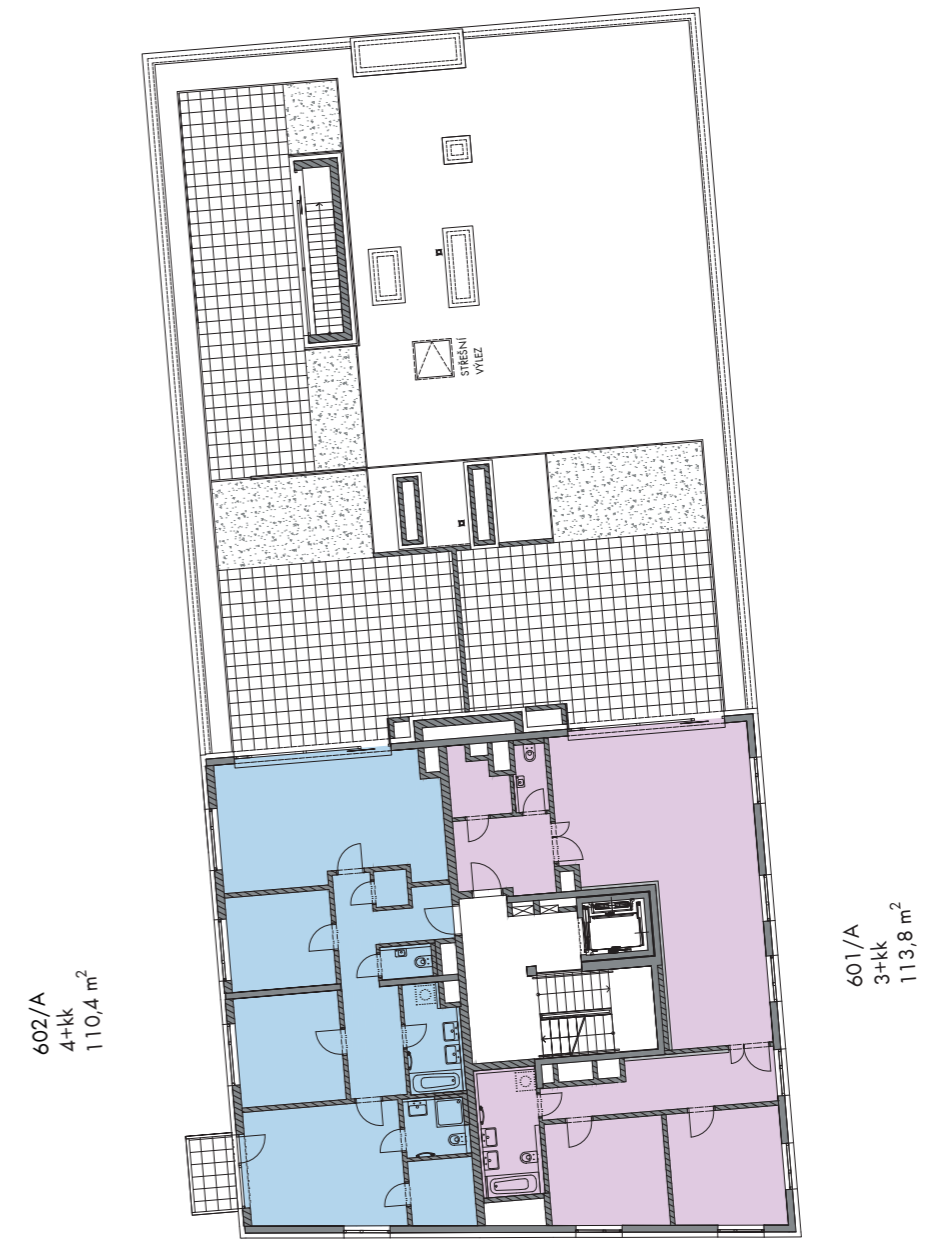 STŘEŠNÍ
VÝLEZ
602/A
4+kk
110,4 m²
601/A
3+kk
113,8 m²